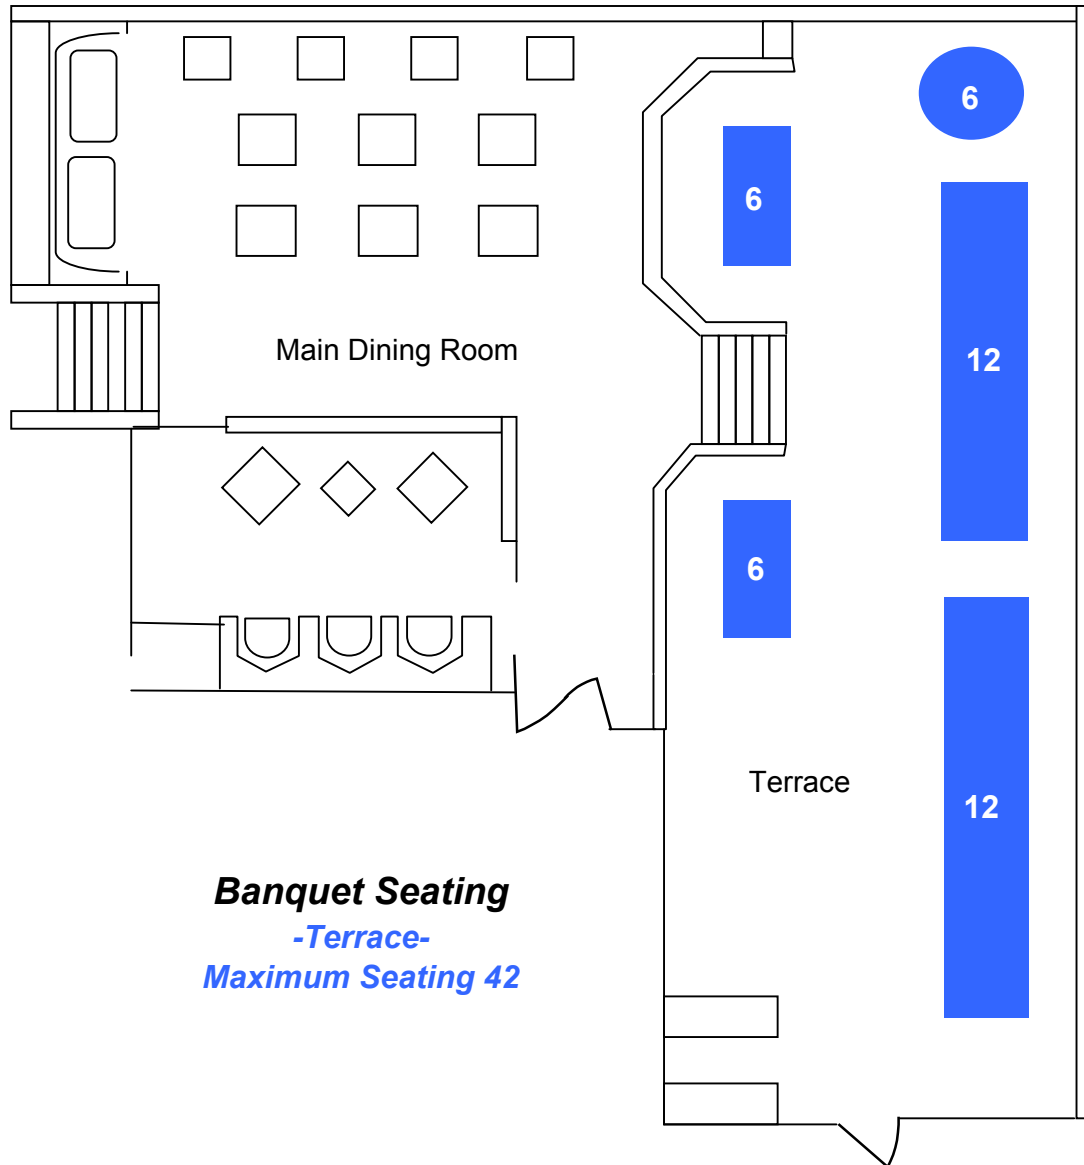 6
6
12
Main Dining Room
6
Terrace
12
Banquet Seating
-Terrace-
Maximum Seating 42